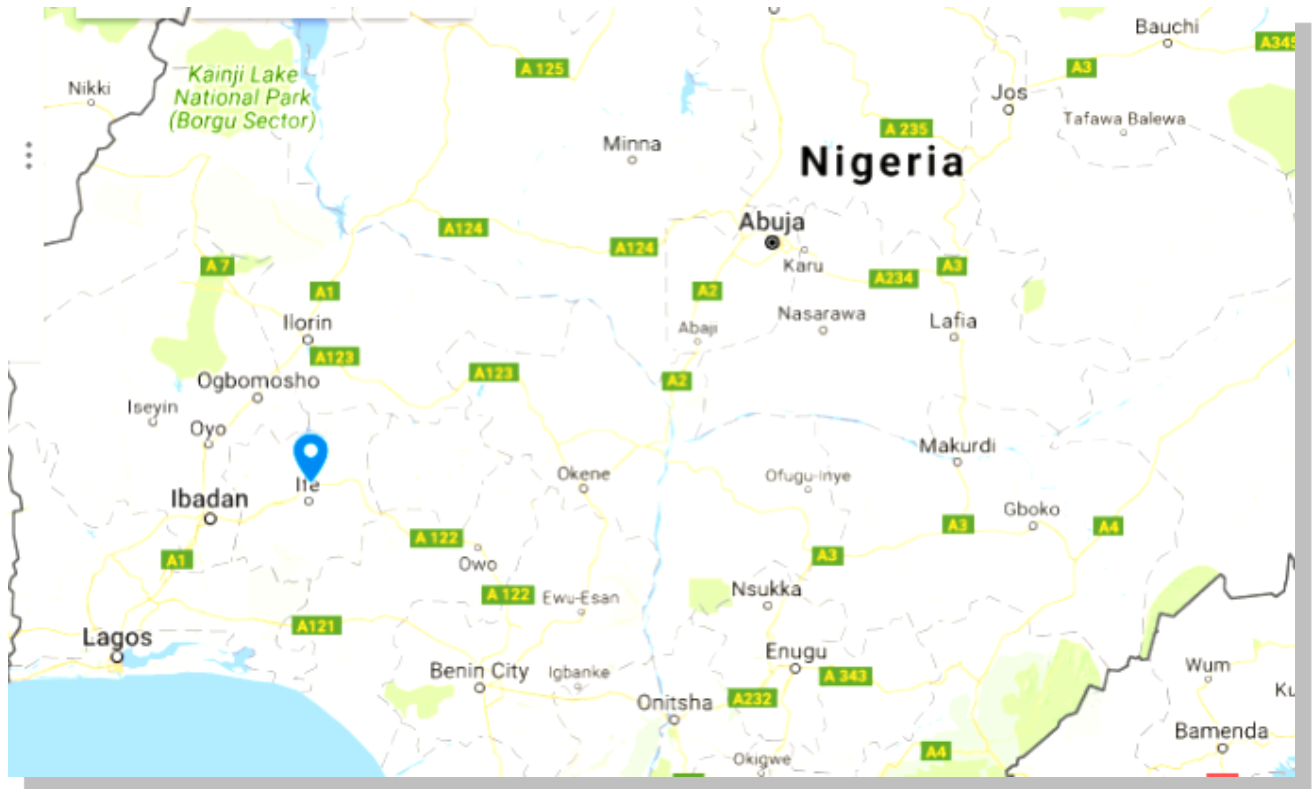 Bauchi
A345
A 125
A3
Kainji Lake
National Park
(Borgu Sector)
Nikki
Jos
Tafawa Balewa
A 235
Minna
Nigeria
Abuja
A124
A124
Karu
A 7
A3
A234
A1
A2
Nasarawa
Lafia
Ilorin
Abaji
A123
A123
A2
Ogbomosho
Iseyin
Oyo
Makurdi
Okene
Ofugu-Inye
Ife
Ibadan
Gboko
A3
A4
A 122
A1
A3
Owo
Nsukka
A 122
Ewu-Esan
A121
Lagos
Enugu
Benin City
Igbanke
A 343
Wum
Ku
Onitsha
A232
Bamenda
A4
Okigwe